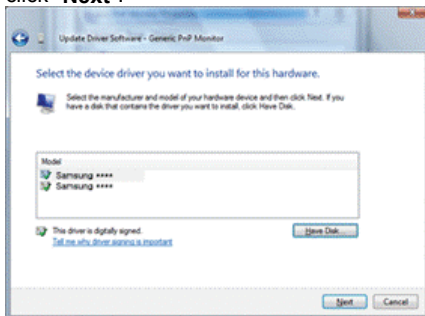 click "Next".
Update Driver Software - Generic PnP Monitor
Select the device driver you want to install for this hardware.
Select the manufacturer and model of your hardware device and then click Next. If you
have a disk that contains the driver you want to install, click Have Disk.
Model
Samsung ****
Samsung ****
This driver is digitally signed.
Have Disk...
Tell me why driver signing is important
Next
Cancel